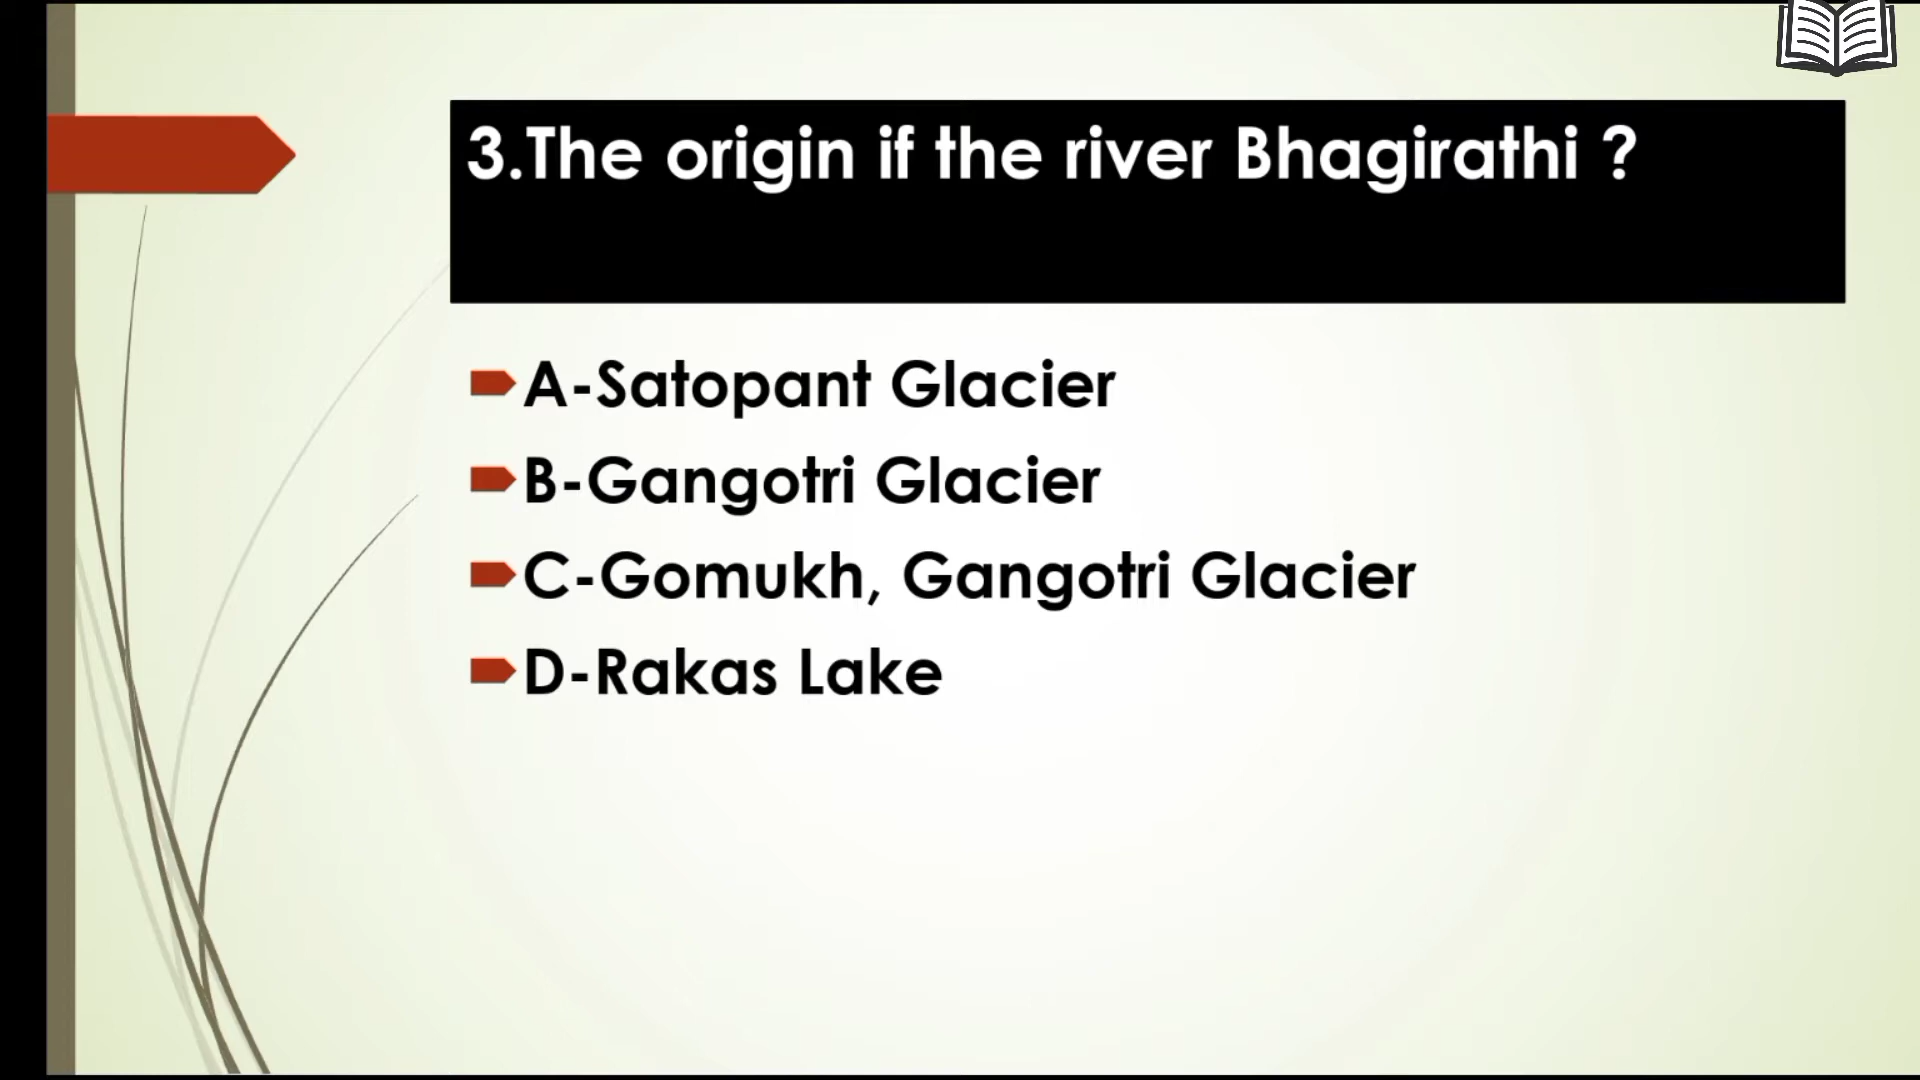 3.The origin if the river Bhagirathi ?
A-Satopant Glacier
B-Gangotri Glacier
C-Gomukh, Gangotri Glacier
D-Rakas Lake